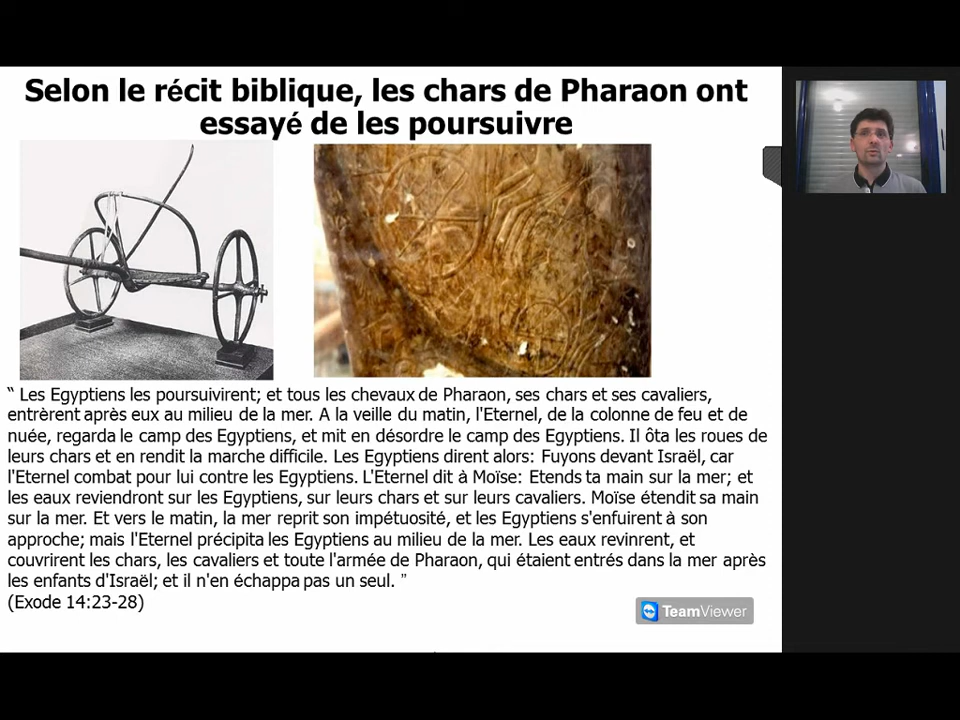 Selon le récit biblique, les chars de Pharaon ont
essayé de les poursuivre
“ Les Egyptiens les poursuivirent; et tous les chevaux de Pharaon, ses chars et ses cavaliers,
entrèrent après eux au milieu de la mer. A la veille du matin, l'Eternel, de la colonne de feu et de
nuée, regarda le camp des Egyptiens, et mit en désordre le camp des Egyptiens. Il ôta les roues de
leurs chars et en rendit la marche difficile. Les Egyptiens dirent alors: Fuyons devant Israël, car
l'Eternel combat pour lui contre les Egyptiens. L'Eternel dit à Moïse: Etends ta main sur la mer; et
les eaux reviendront sur les Egyptiens, sur leurs chars et sur leurs cavaliers. Moïse étendit sa main
sur la mer. Et vers le matin, la mer reprit son impétuosité, et les Egyptiens s'enfuirent à son
approche; mais l'Eternel précipita les Egyptiens au milieu de la mer. Les eaux revinrent, et
couvrirent les chars, les cavaliers et toute l'armée de Pharaon, qui étaient entrés dans la mer après
les enfants d'Israël; et il n'en échappa pas un seul. ”
(Exode 14:23-28)
TeamViewer